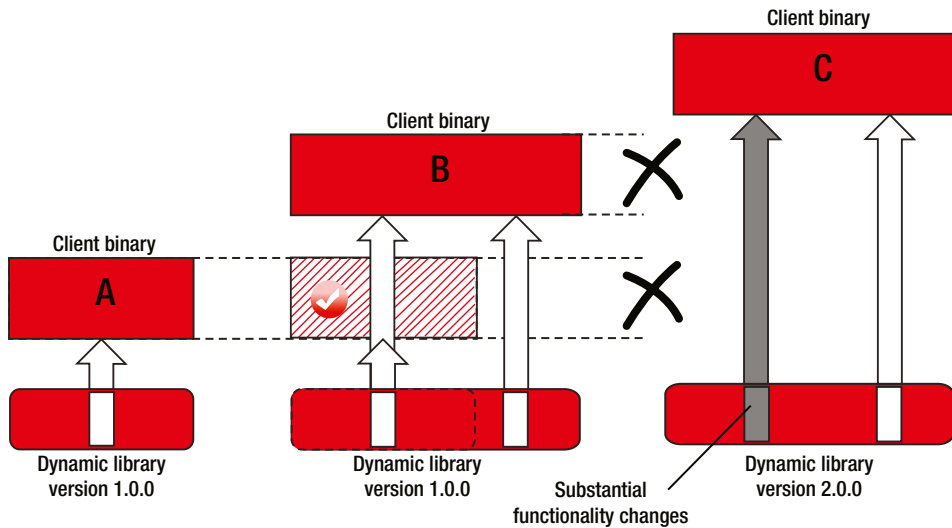 Client binary
C
Client binary
B
Client binary
A
Dynamic library
version 1.0.0
Dynamic library
version 1.0.0
Substantial
functionality changes
Dynamic library
version 2.0.0